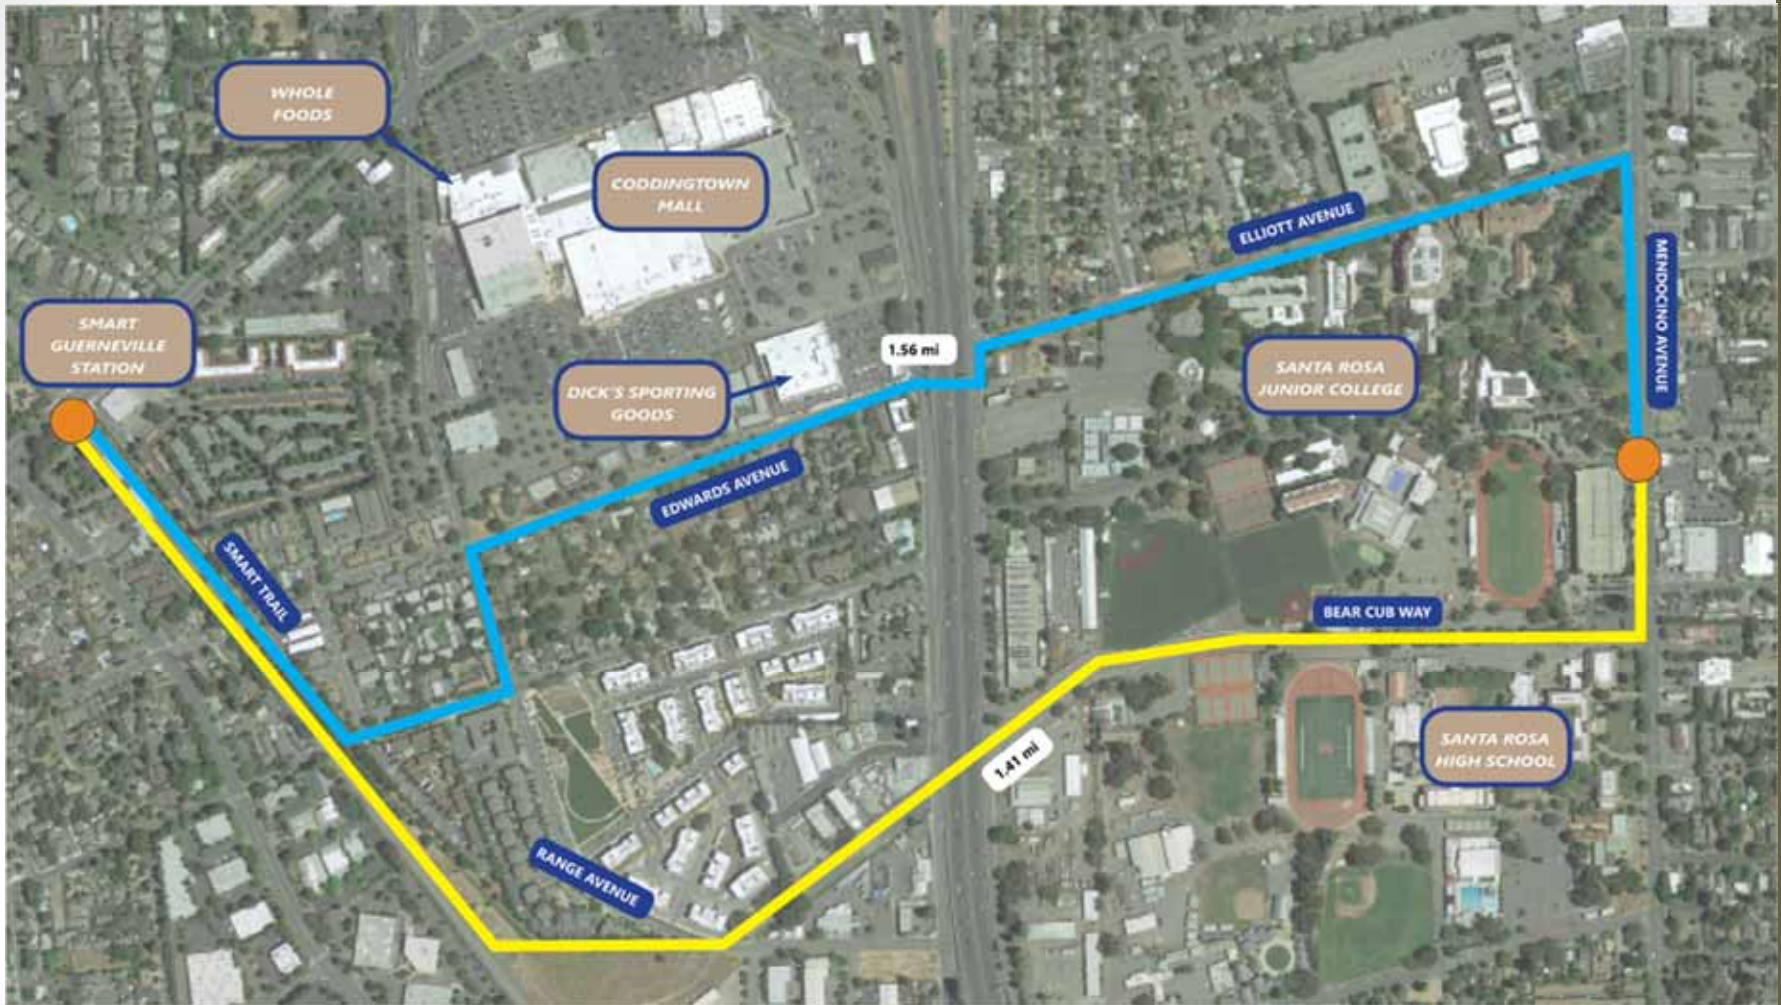 WHOLE
FOODS
CODDINGTOWN
MALL
ELLIOTT AVENUE
MENDOCINO AVENUE
SMART
GUERNEVILLE
STATION
1.56 mi
DICK'S SPORTING
GOODS
SANTA ROSA
JUNIOR COLLEGE
EDWARDS AVENUE
SMART TRAIL
BEAR CUB WAY
SANTA ROSA
HIGH SCHOOL
1.41 mi
RANGE AVENUE